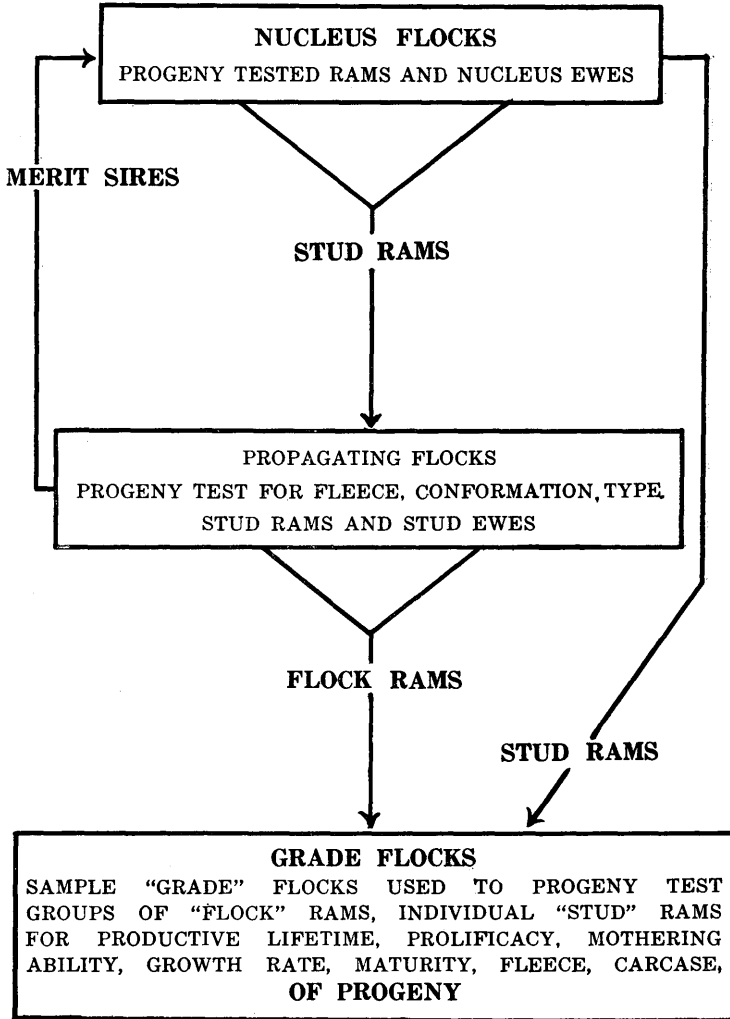 NUCLEUS FLOCKS
PROGENY TESTED RAMS AND NUCLEUS EWES
MERIT SIRES
STUD RAMS
PROPAGATING FLOCKS
PROGENY TEST FOR FLEECE, CONFORMATION, TYPE.
STUD RAMS AND STUD EWES
FLOCK RAMS
STUD RAMS
GRADE FLOCKS
SAMPLE “GRADE” FLOCKS USED TO PROGENY TEST
GROUPS OF “FLOCK” RAMS, INDIVIDUAL “STUD” RAMS
FOR PRODUCTIVE LIFETIME, PROLIFICACY, MOTHERING
ABILITY, GROWTH RATE, MATURITY, FLEECE, CARCASE,
OF PROGENY